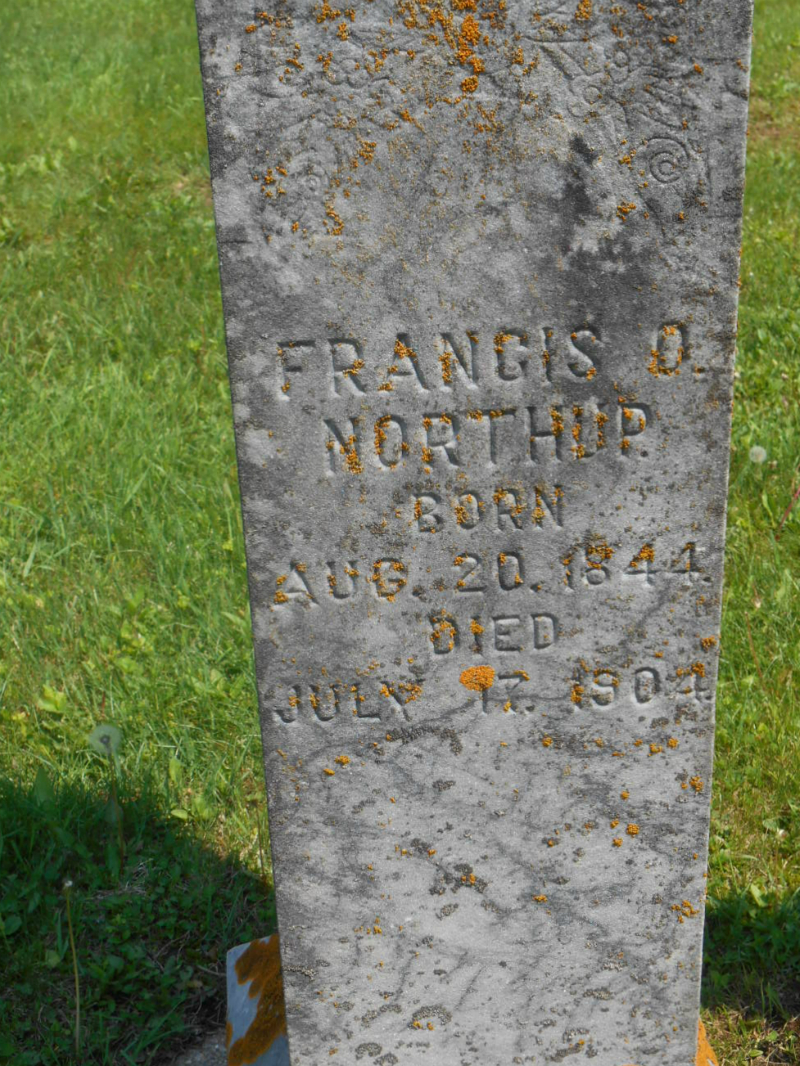 FRANCIS O.
NORTHUP.
BORN
AUG. 20. 1844.
DIED
JULY 17. 1904